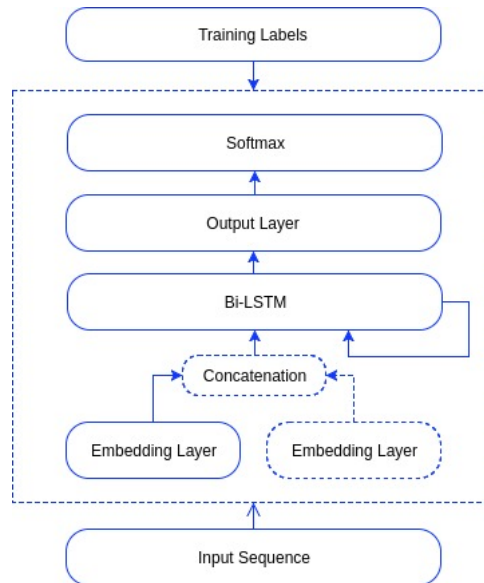 Training Labels
Softmax
Output Layer
Bi-LSTM
Concatenation
Embedding Layer
Embedding Layer
Input Sequence